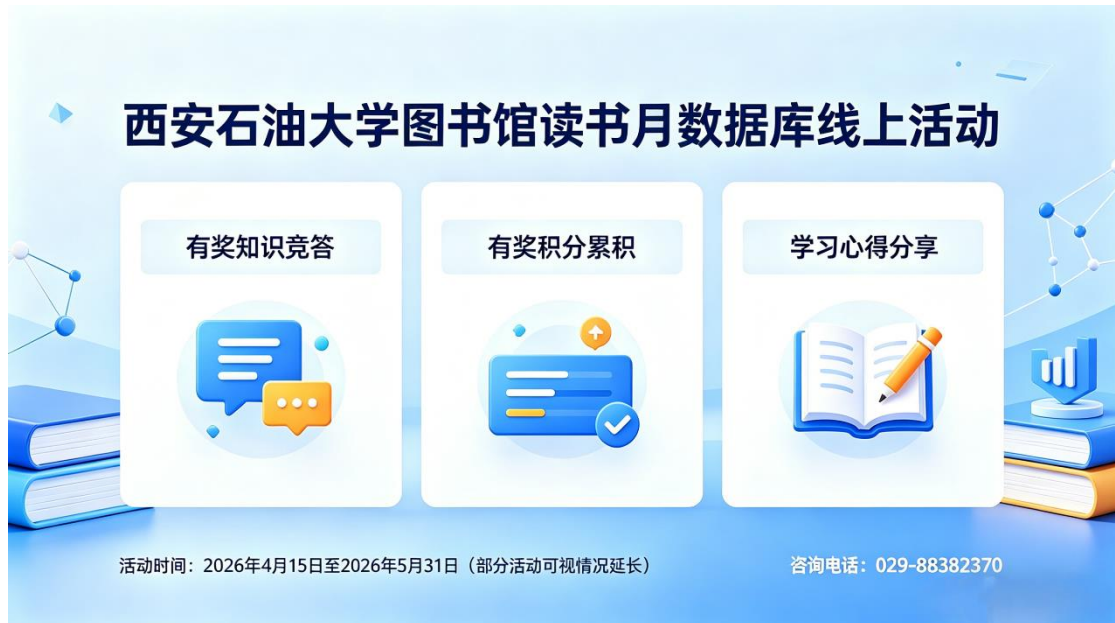 西安石油大学图书馆读书月数据库线上活动
有奖知识竞答
有奖积分累积
学习心得分享
活动时间：2026年4月15日至2026年5月31日（部分活动可视情况延长）
咨询电话：029-88382370